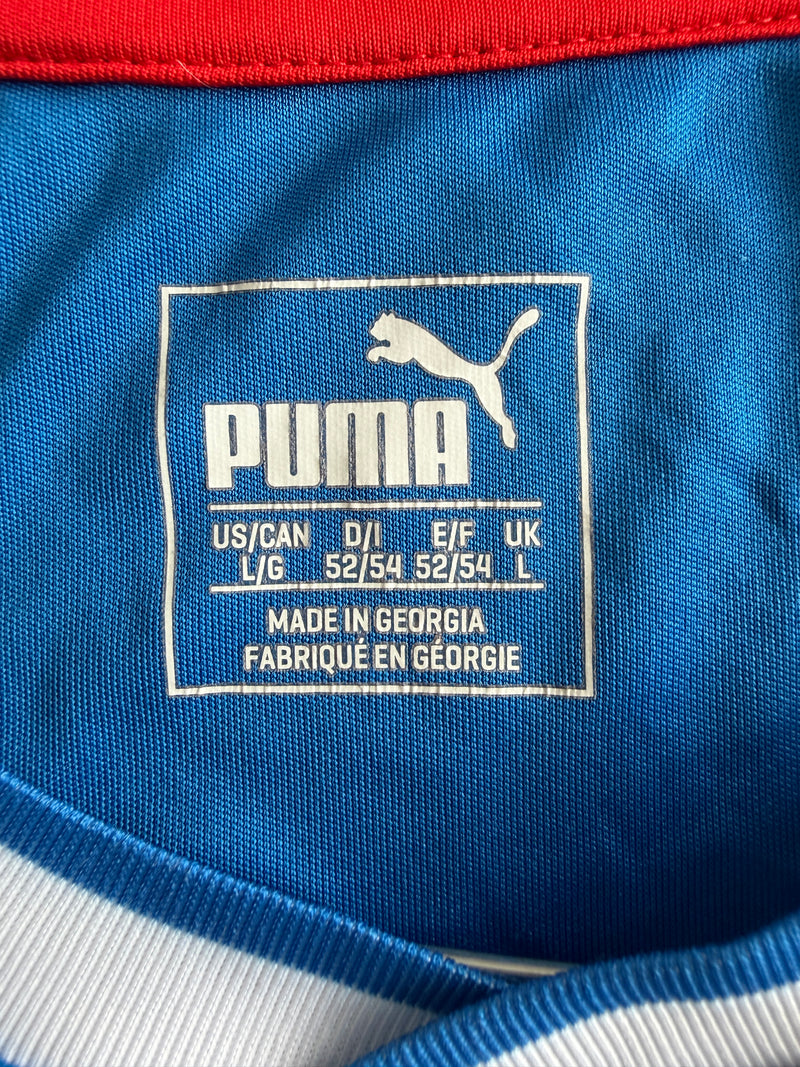 PUMA
US/CAN D/I E/F UK
L/G 52/54 52/54 L
MADE IN GEORGIA
FABRIQUÉ EN GÉORGIE